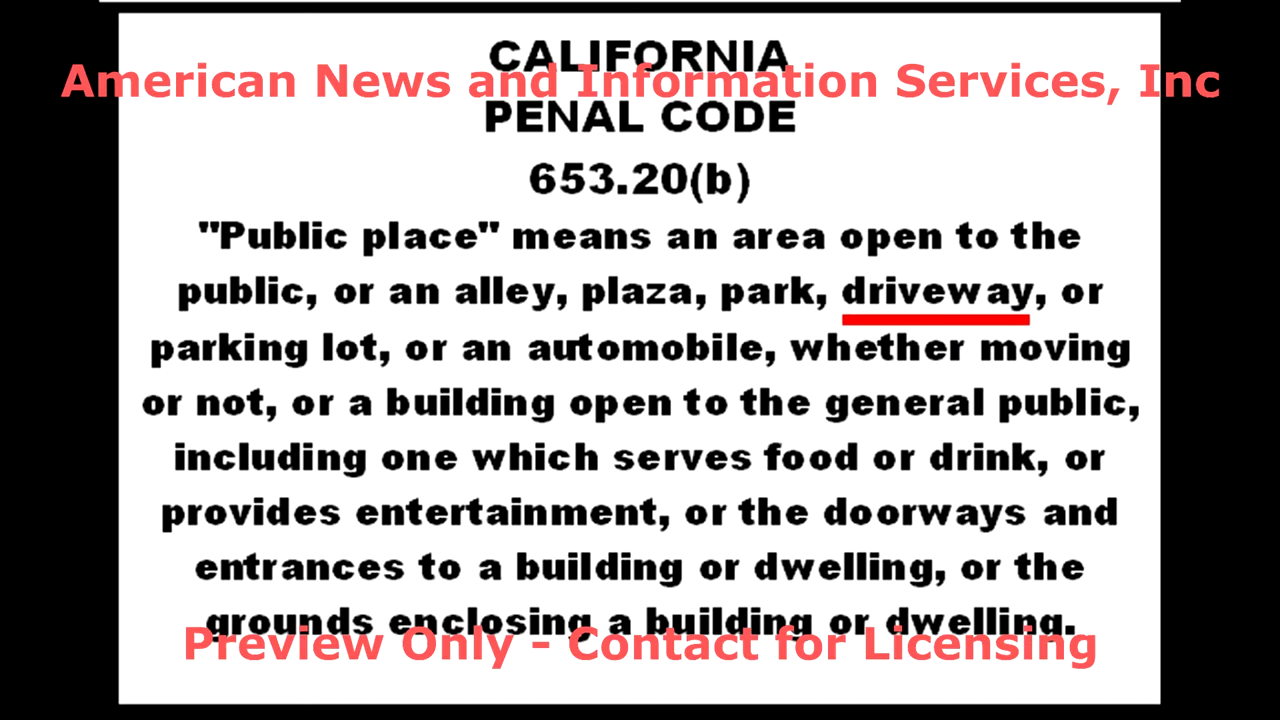 CALIFORNIA
American News and Information Services, Inc
PENAL CODE
653.20(b)
"Public place" means an area open to the
public, or an alley, plaza, park, driveway, or
parking lot, or an automobile, whether moving
or not, or a building open to the general public,
including one which serves food or drink, or
provides entertainment, or the doorways and
entrances to a building or dwelling, or the
grounds enclosing a building or dwelling.
Preview Only - Contact for Licensing